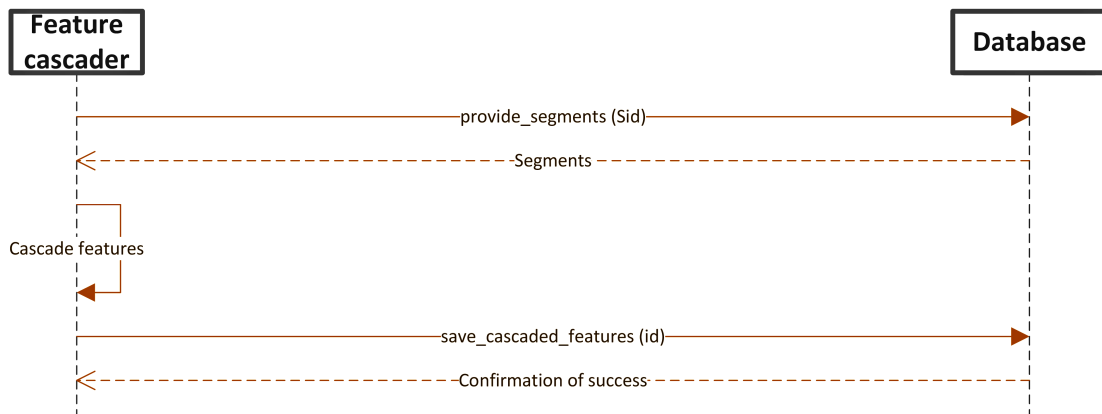 Feature
cascader
Database
provide_segments (Sid)
Segments
Cascade features
save_cascaded_features (id)
Confirmation of success